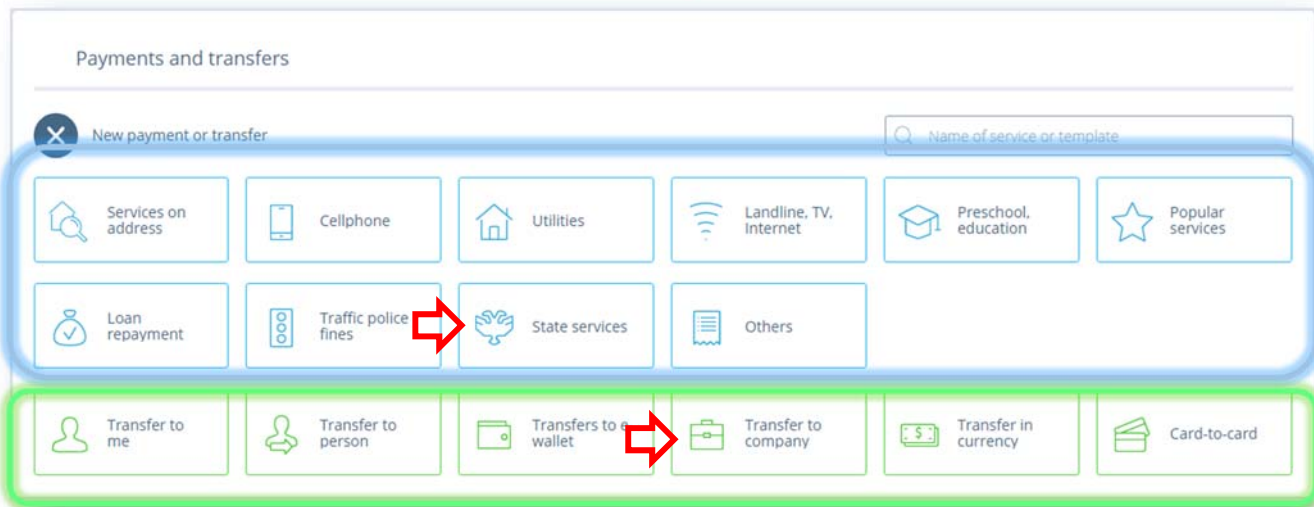 Payments and transfers
New payment or transfer
Name of service or template
Services on
address
Cellphone
Utilities
Landline, TV,
Internet
Preschool,
education
Popular
services
Loan
repayment
Traffic police
fines
State services
Others
Transfer to
me
Transfer to
person
Transfers to e
wallet
Transfer to
company
Transfer in
currency
Card-to-card